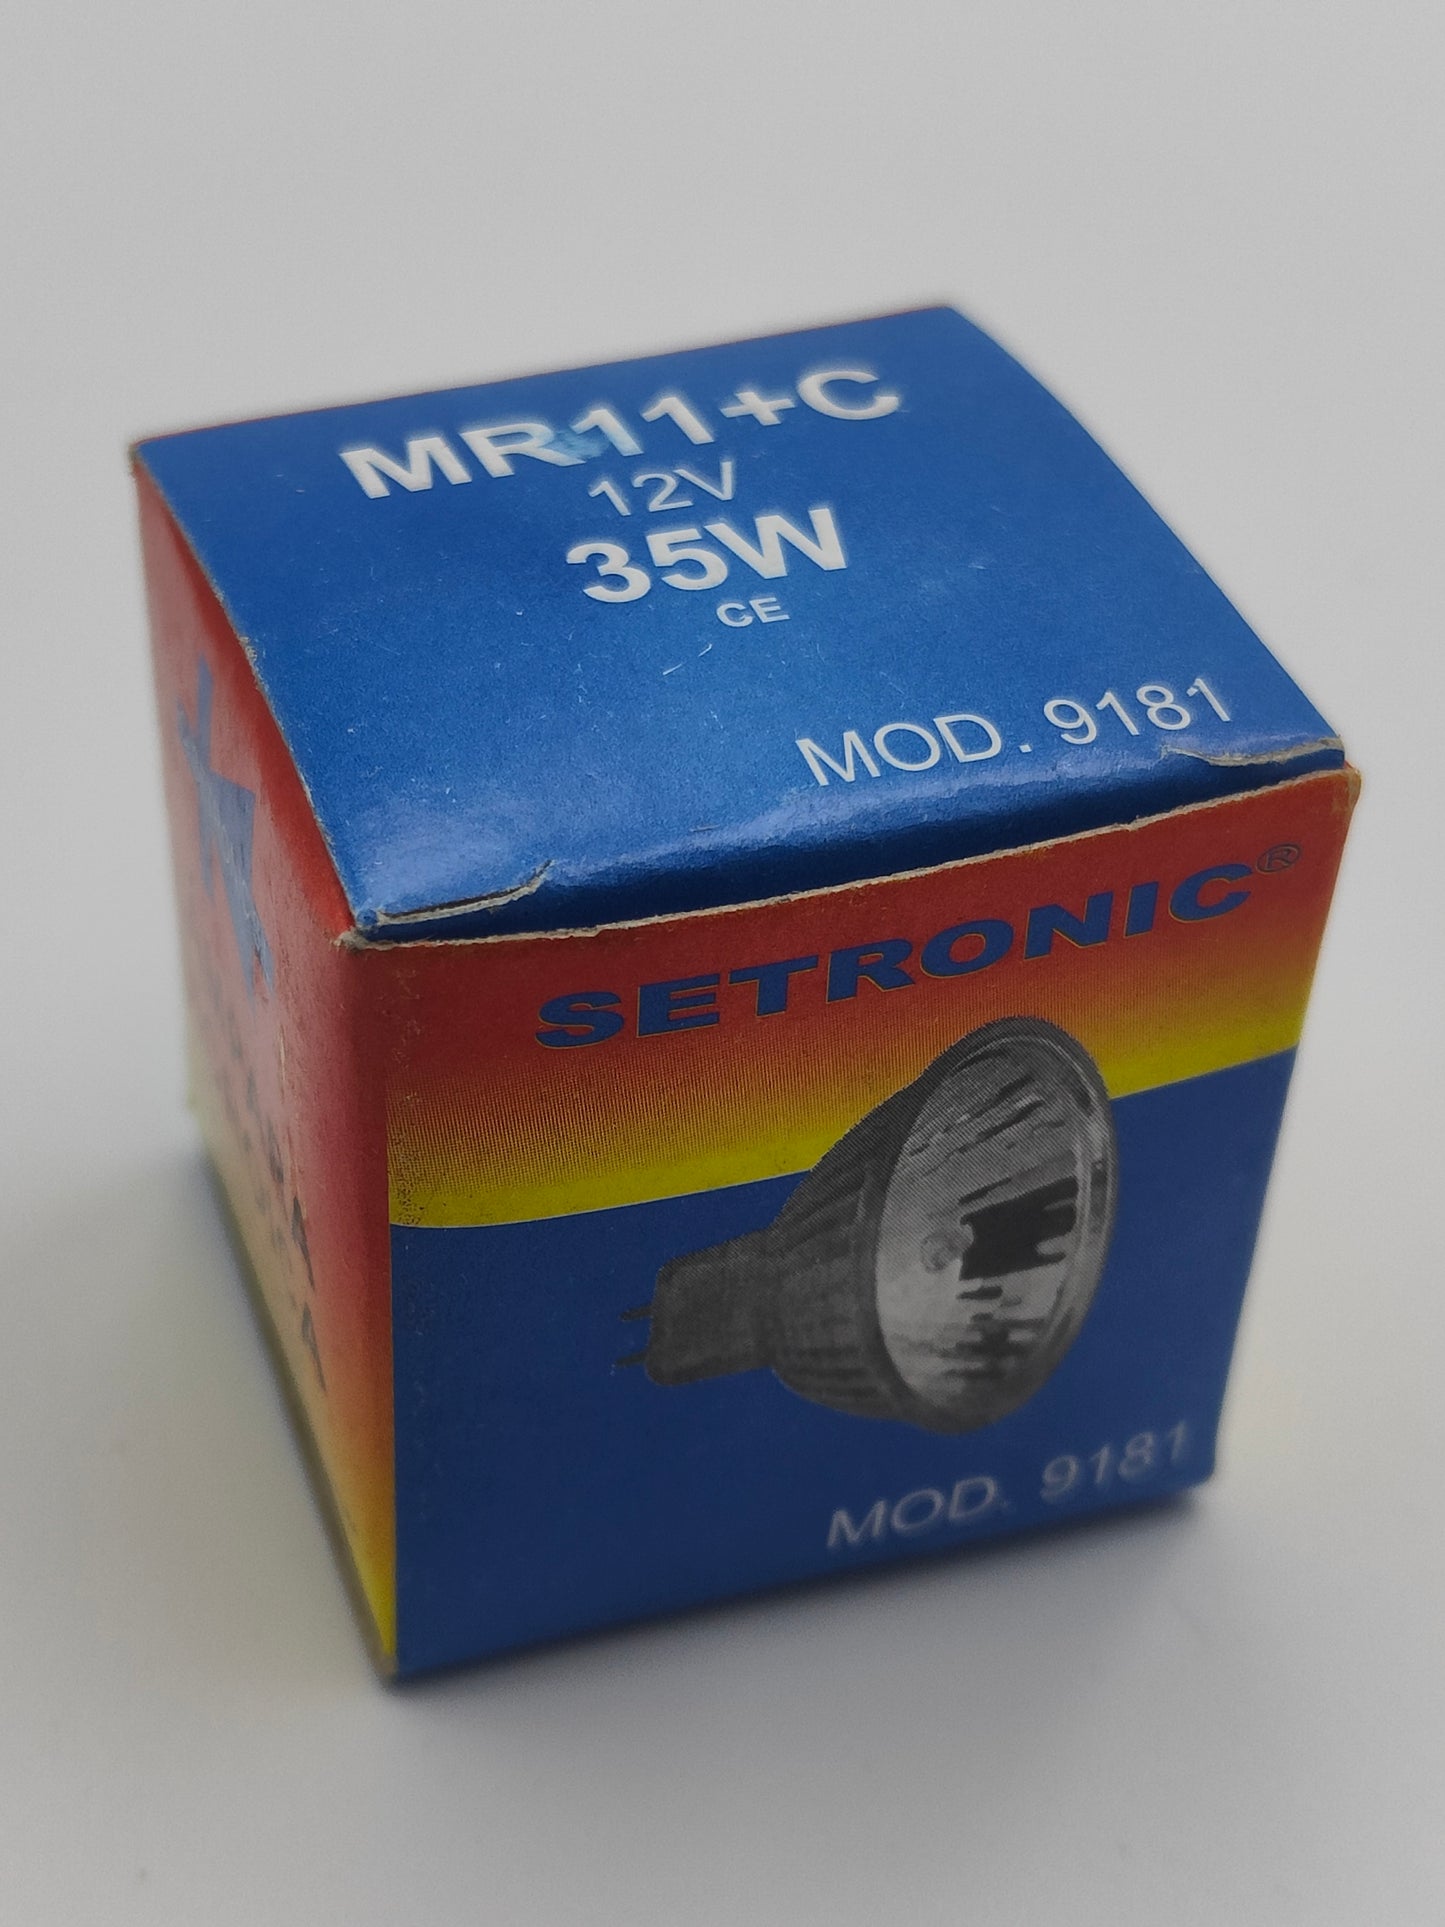 MR11+C
12V
35W
CE
MOD. 9181
SETRONIC®
MOD. 9181